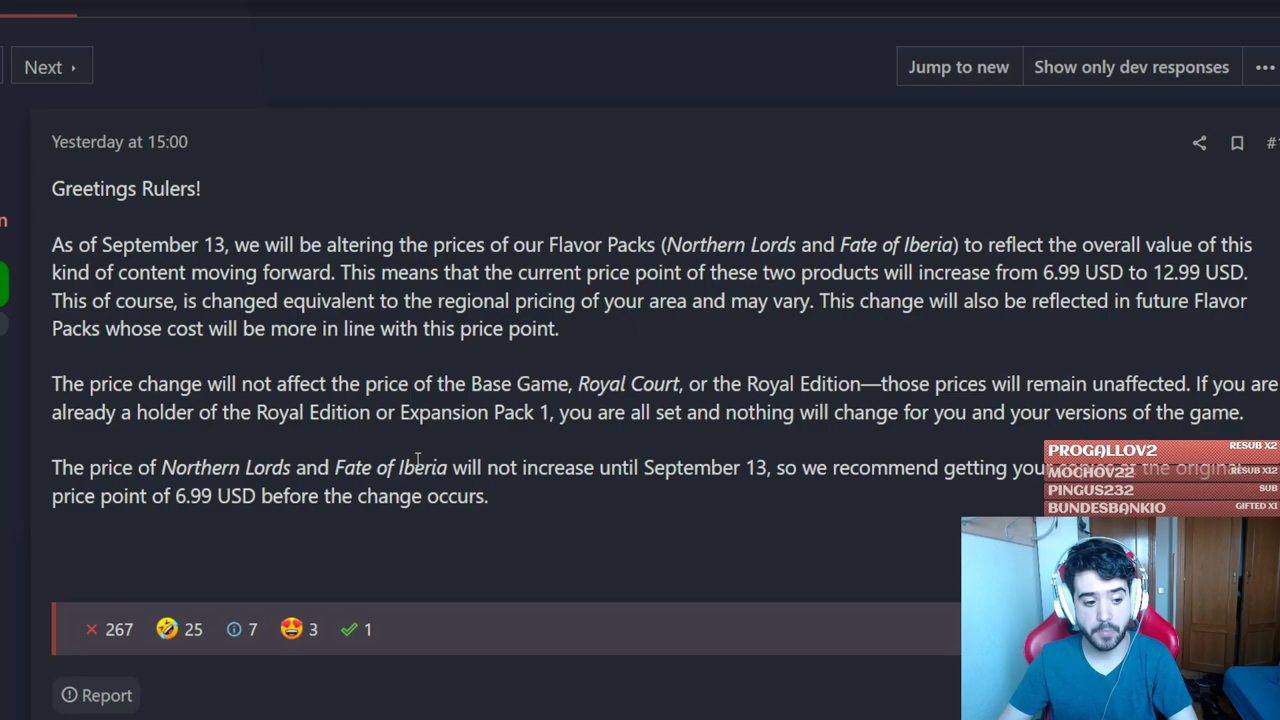 Next
Jump to new
Show only dev responses
Yesterday at 15:00
Greetings Rulers!
As of September 13, we will be altering the prices of our Flavor Packs (Northern Lords and Fate of Iberia) to reflect the overall value of this
kind of content moving forward. This means that the current price point of these two products will increase from 6.99 USD to 12.99 USD.
This of course, is changed equivalent to the regional pricing of your area and may vary. This change will also be reflected in future Flavor
Packs whose cost will be more in line with this price point.
The price change will not affect the price of the Base Game, Royal Court, or the Royal Edition—those prices will remain unaffected. If you are
already a holder of the Royal Edition or Expansion Pack 1, you are all set and nothing will change for you and your versions of the game.
The price of Northern Lords and Fate of Iberia will not increase until September 13, so we recommend getting your at the original
price point of 6.99 USD before the change occurs.
PROGALLOV2 RESUB X2
MOCHOV22 RESUB X12
PINGUS232 SUB
BUNDESBANKIO GIFTED X1
267 25 7 3 1
Report